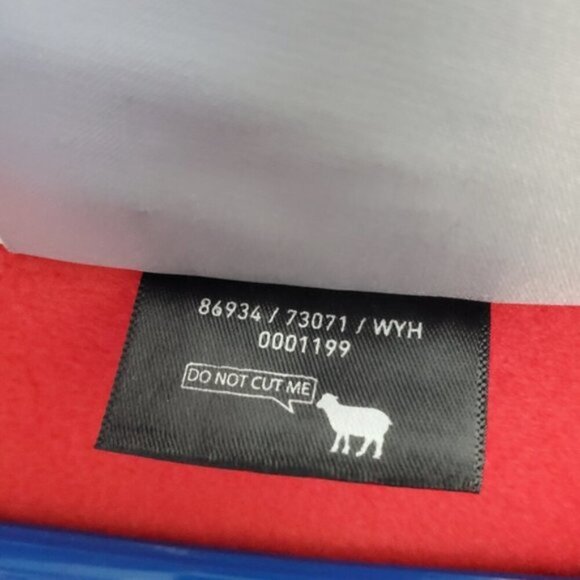 86934 / 73071 / WYH
0001199
DO NOT CUT ME